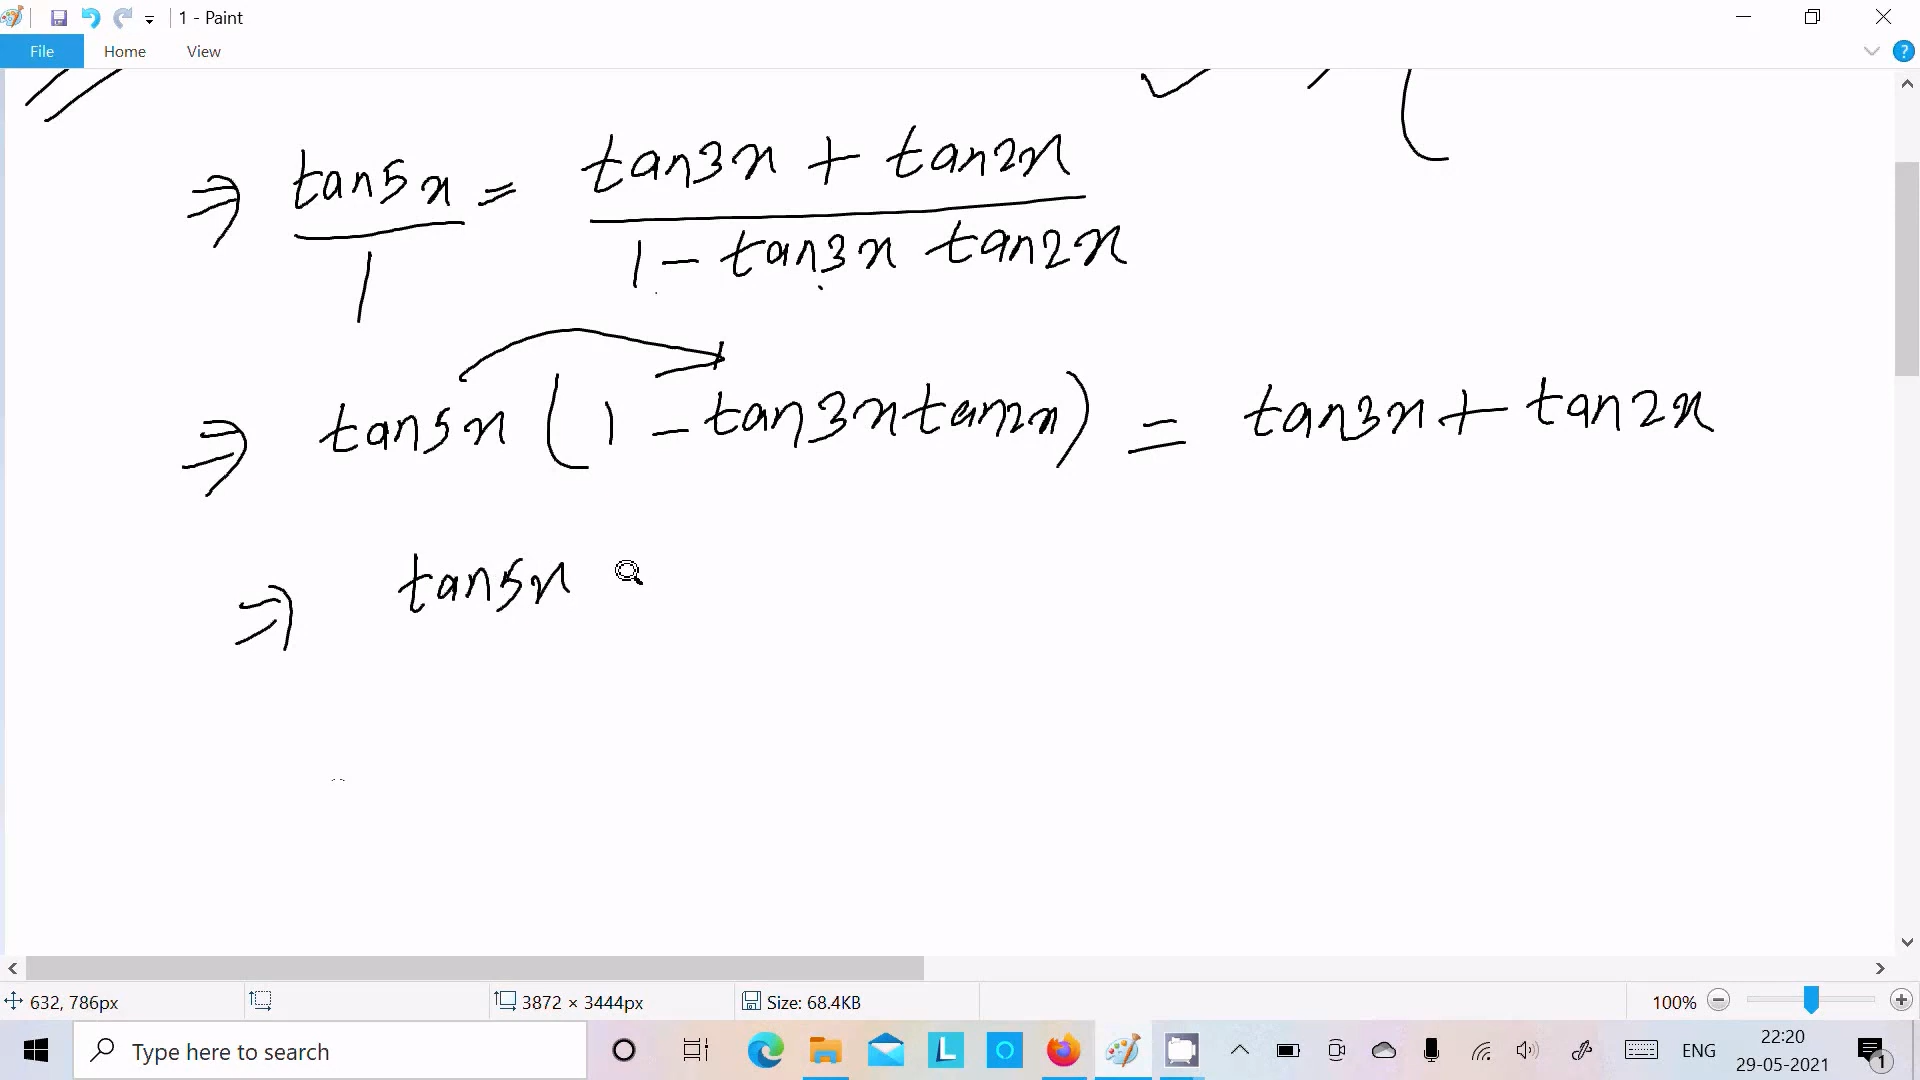 1 - Paint
File Home View
⇒ tan5x/1 = (tan3x + tan2x)/(1 - tan3x tan2x)
⇒ tan5x (1 - tan3x tan2x) = tan3x + tan2x
⇒ tan5x
632, 786px 3872 × 3444px Size: 68.4KB 100%
Type here to search ENG 22:20
29-05-2021 1